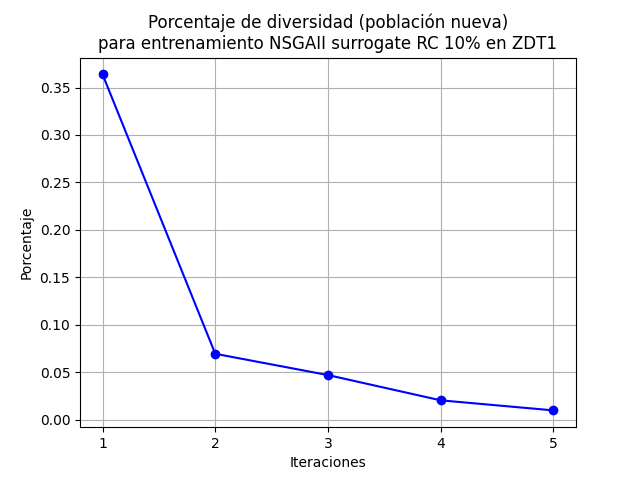 Porcentaje de diversidad (población nueva)
para entrenamiento NSGAII surrogate RC 10% en ZDT1
0.35
0.30
0.25
0.20
0.15
0.10
0.05
0.00
Porcentaje
1 2 3 4 5
Iteraciones